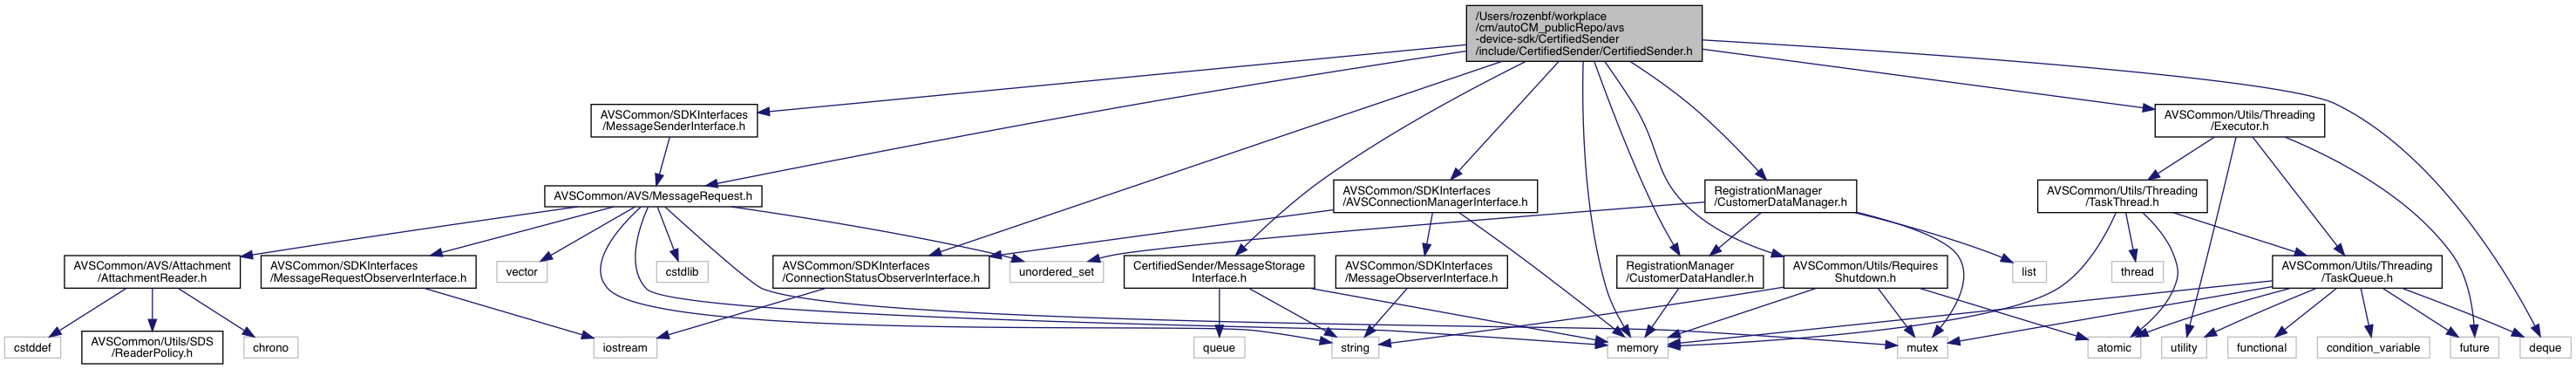 /Users/rozenbf/workplace
/cm/autoCM_publicRepo/avs
-device-sdk/CertifiedSender
/include/CertifiedSender/CertifiedSender.h
AVSCommon/SDKInterfaces
/MessageSenderInterface.h
AVSCommon/Utils/Threading
/Executor.h
AVSCommon/AVS/MessageRequest.h
AVSCommon/SDKInterfaces
/AVSConnectionManagerInterface.h
RegistrationManager
/CustomerDataManager.h
AVSCommon/Utils/Threading
/TaskThread.h
AVSCommon/AVS/Attachment
/AttachmentReader.h
AVSCommon/SDKInterfaces
/MessageRequestObserverInterface.h
vector
cstdlib
AVSCommon/SDKInterfaces
/ConnectionStatusObserverInterface.h
unordered_set
CertifiedSender/MessageStorage
Interface.h
AVSCommon/SDKInterfaces
/MessageObserverInterface.h
RegistrationManager
/CustomerDataHandler.h
AVSCommon/Utils/Requires
Shutdown.h
list
thread
AVSCommon/Utils/Threading
/TaskQueue.h
cstddef
AVSCommon/Utils/SDS
/ReaderPolicy.h
chrono
iostream
queue
string
memory
mutex
atomic
utility
functional
condition_variable
future
deque